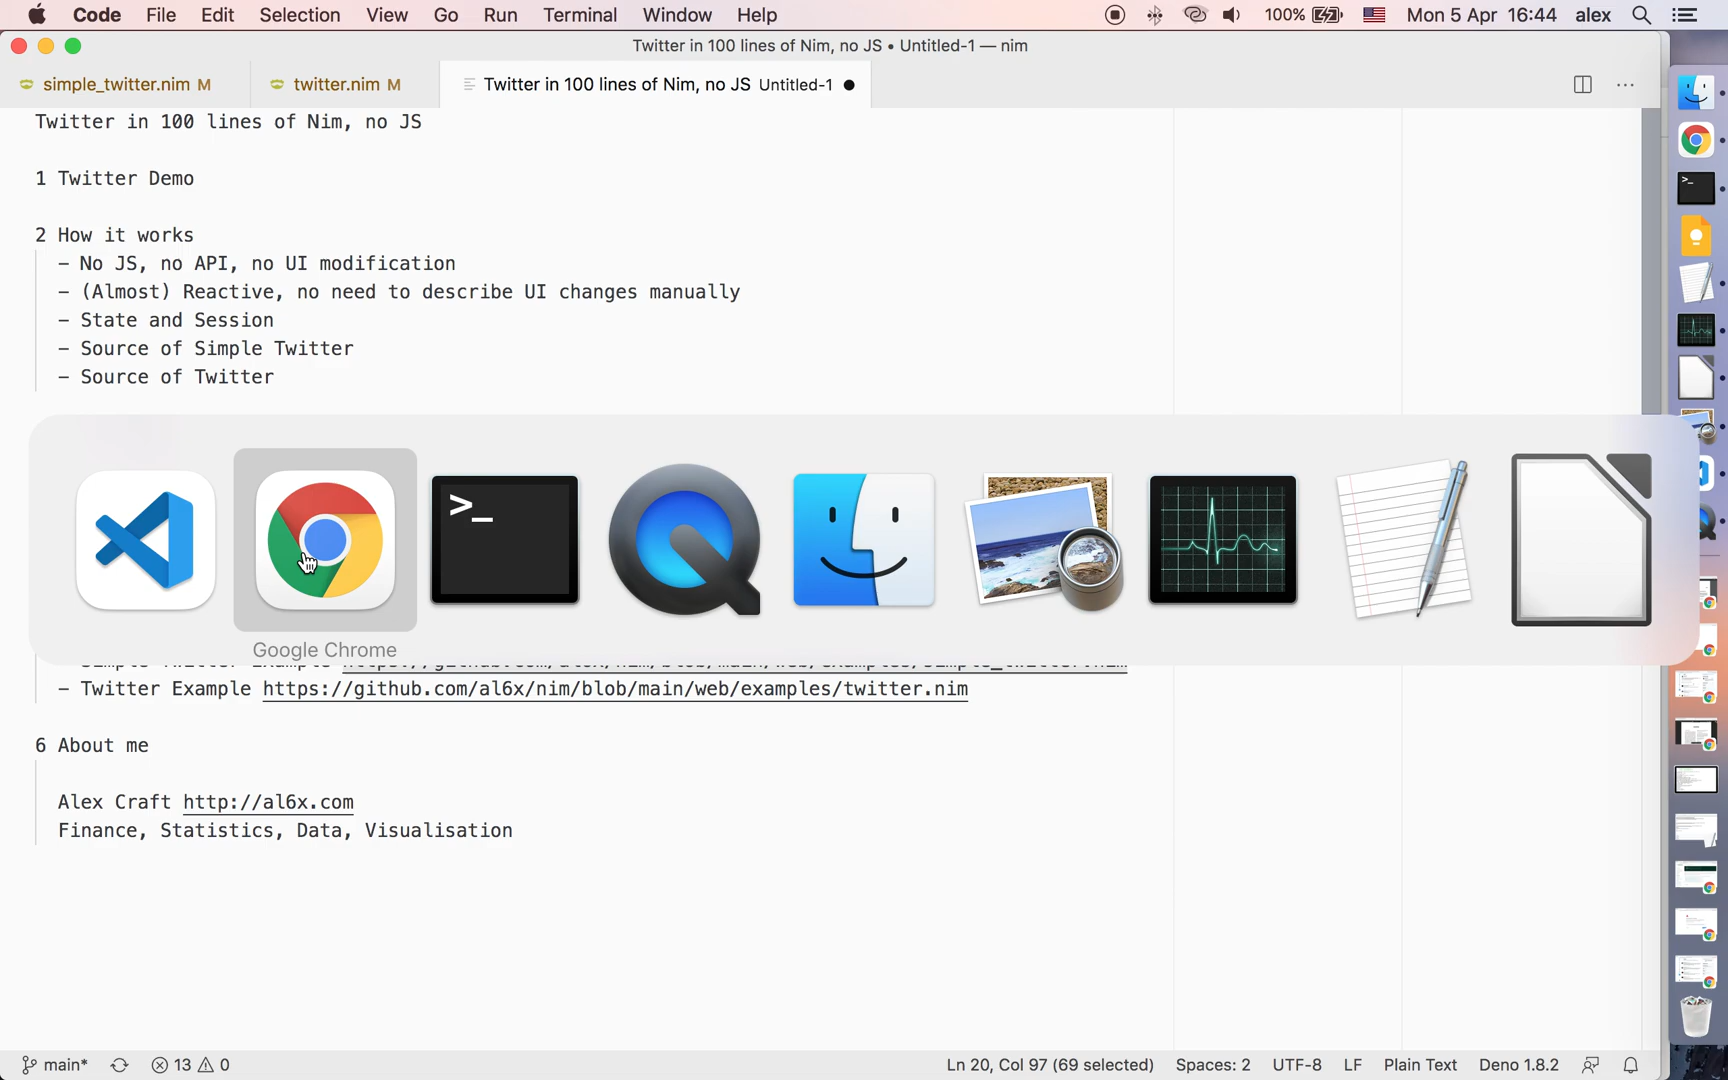 Code File Edit Selection View Go Run Terminal Window Help 100% Mon 5 Apr 16:44 alex
Twitter in 100 lines of Nim, no JS • Untitled-1 — nim
simple_twitter.nim M twitter.nim M Twitter in 100 lines of Nim, no JS Untitled-1
Twitter in 100 lines of Nim, no JS
1 Twitter Demo
2 How it works
– No JS, no API, no UI modification
– (Almost) Reactive, no need to describe UI changes manually
– State and Session
– Source of Simple Twitter
– Source of Twitter
>_
>_
Google Chrome
– Twitter Example https://github.com/al6x/nim/blob/main/web/examples/twitter.nim
6 About me
Alex Craft http://al6x.com
Finance, Statistics, Data, Visualisation
main* 13 0 Ln 20, Col 97 (69 selected) Spaces: 2 UTF-8 LF Plain Text Deno 1.8.2